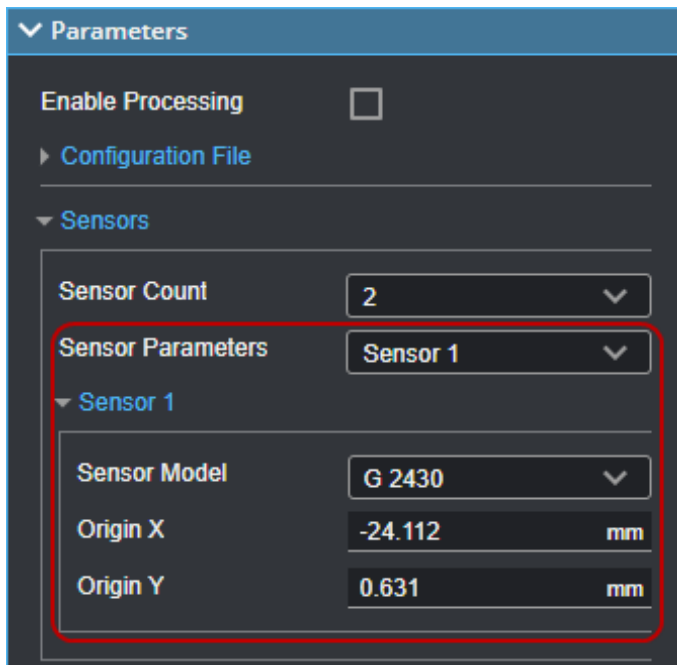 Parameters
Enable Processing
Configuration File
Sensors
Sensor Count 2
Sensor Parameters Sensor 1
Sensor 1
Sensor Model G 2430
Origin X -24.112 mm
Origin Y 0.631 mm